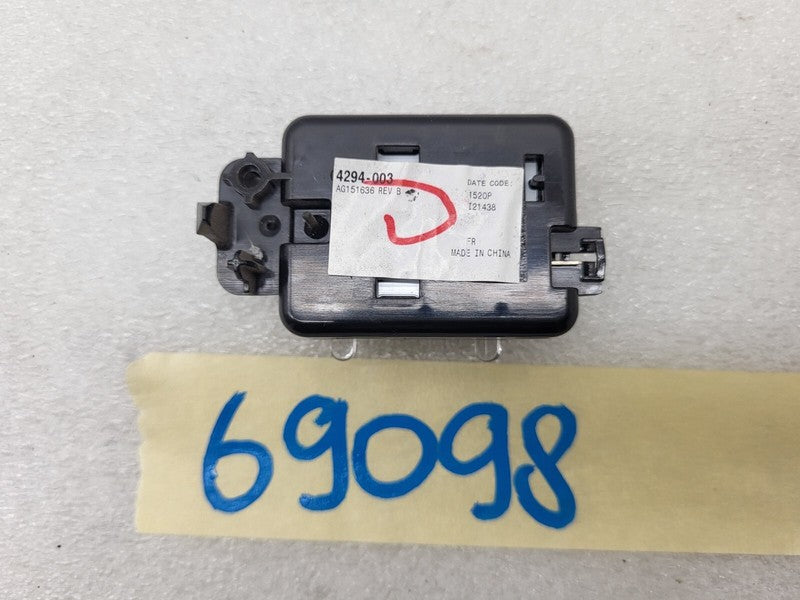 4294-003
AG151636 REV B
D
DATE CODE:
1520P
I21438
FR
MADE IN CHINA
69098